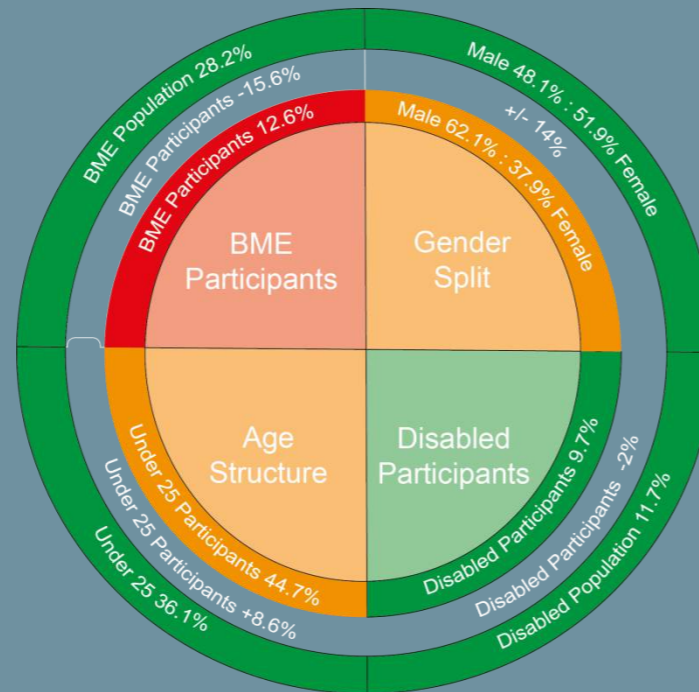 BME Population 28.2%
BME Participants -15.6%
BME Participants 12.6%
BME
Participants
Male 48.1% : 51.9% Female
+/- 14%
Male 62.1% : 37.9% Female
Gender
Split
Age
Structure
Under 25 Participants 44.7%
Under 25 Participants +8.6%
Under 25 36.1%
Disabled
Participants
Disabled Participants 9.7%
Disabled Participants -2%
Disabled Population 11.7%